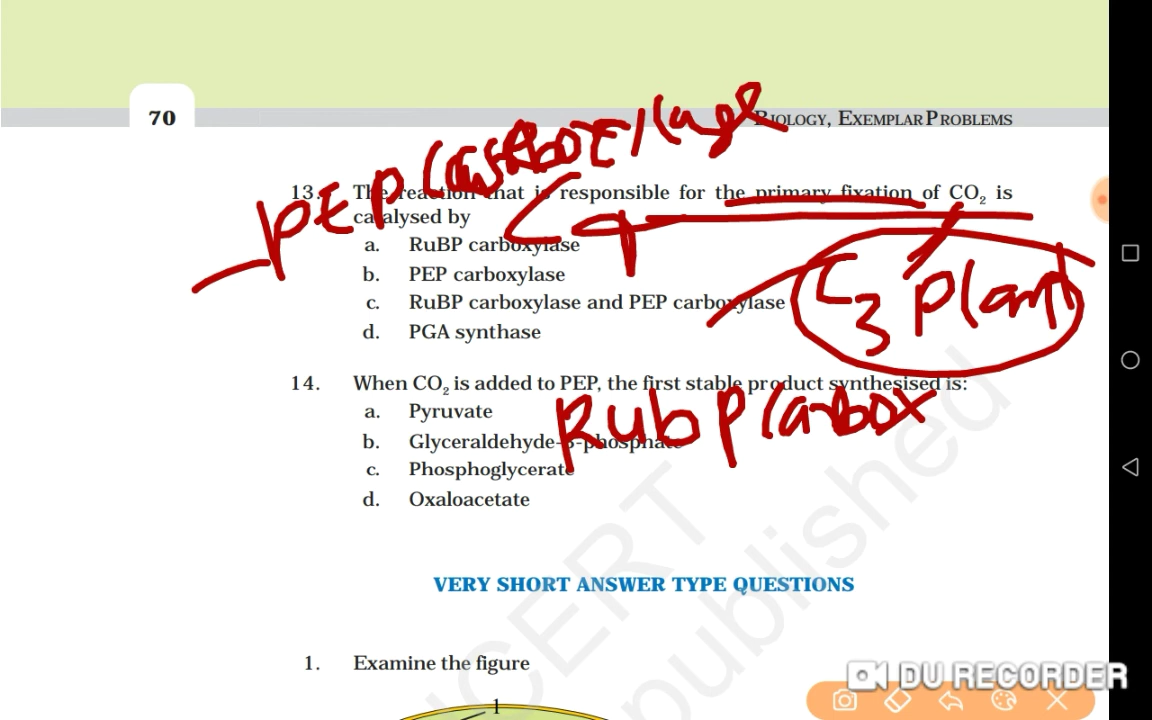 70
BIOLOGY, EXEMPLAR PROBLEMS
PEP Carboxylase
13. The reaction that is responsible for the primary fixation of CO₂ is
catalysed by
C4
a. RuBP carboxylase
b. PEP carboxylase
C3 plant
c. RuBP carboxylase and PEP carboxylase
d. PGA synthase
14. When CO₂ is added to PEP, the first stable product synthesised is:
a. Pyruvate
RubP Carbox
b. Glyceraldehyde-3-phosphate
c. Phosphoglycerate
d. Oxaloacetate
VERY SHORT ANSWER TYPE QUESTIONS
1. Examine the figure
1
NCERT
published
DU RECORDER